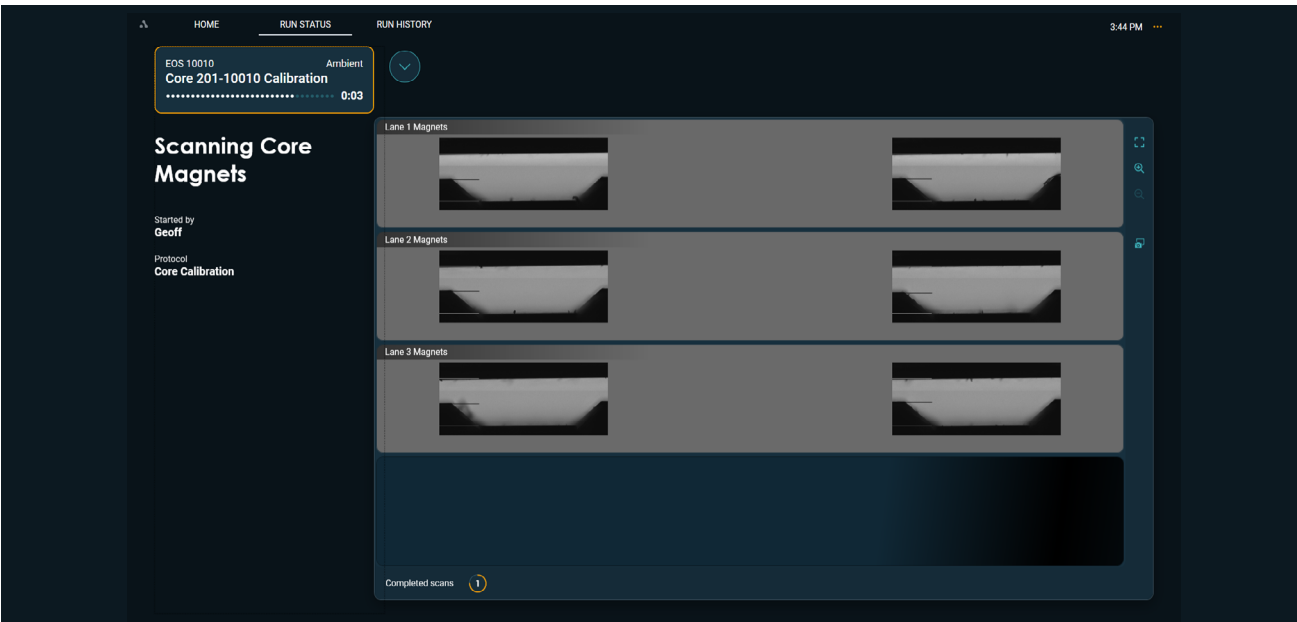 HOME
RUN STATUS
RUN HISTORY
3:44 PM
EOS 10010
Ambient
Core 201-10010 Calibration
0:03
Scanning Core
Magnets
Started by
Geoff
Protocol
Core Calibration
Lane 1 Magnets
Lane 2 Magnets
Lane 3 Magnets
Completed scans
1